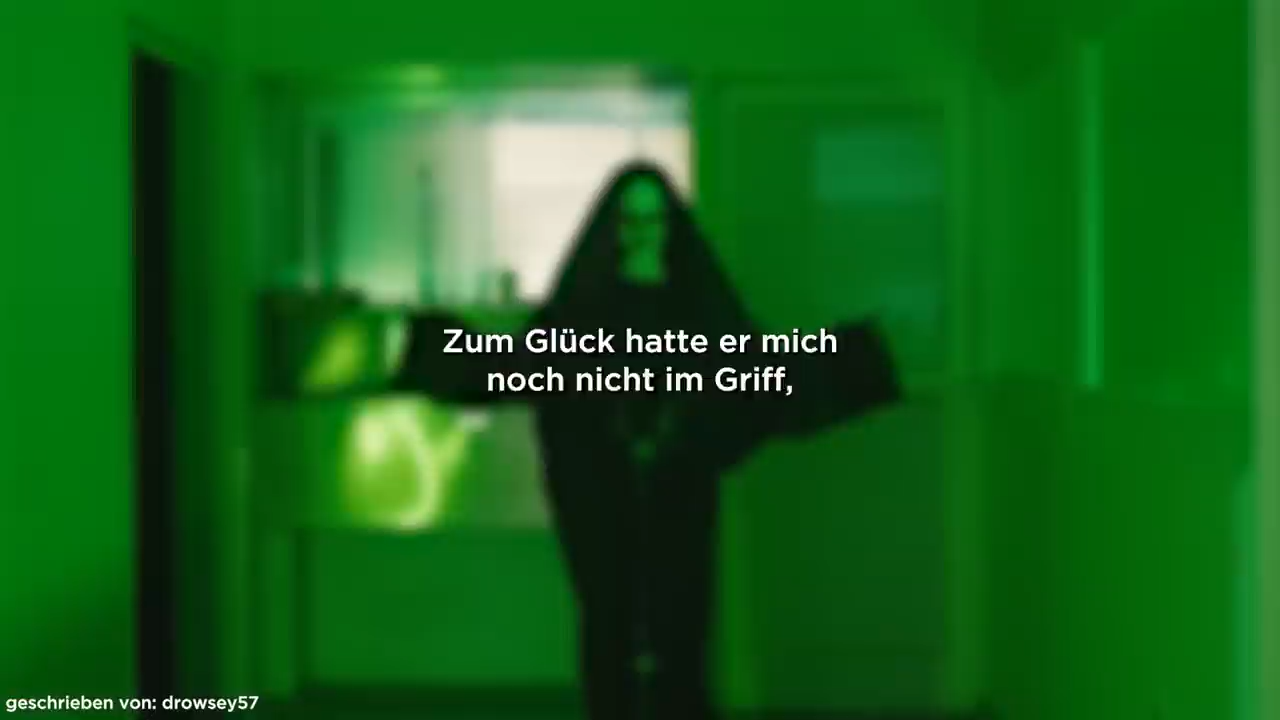 Zum Glück hatte er mich
noch nicht im Griff,
geschrieben von: drowsey57